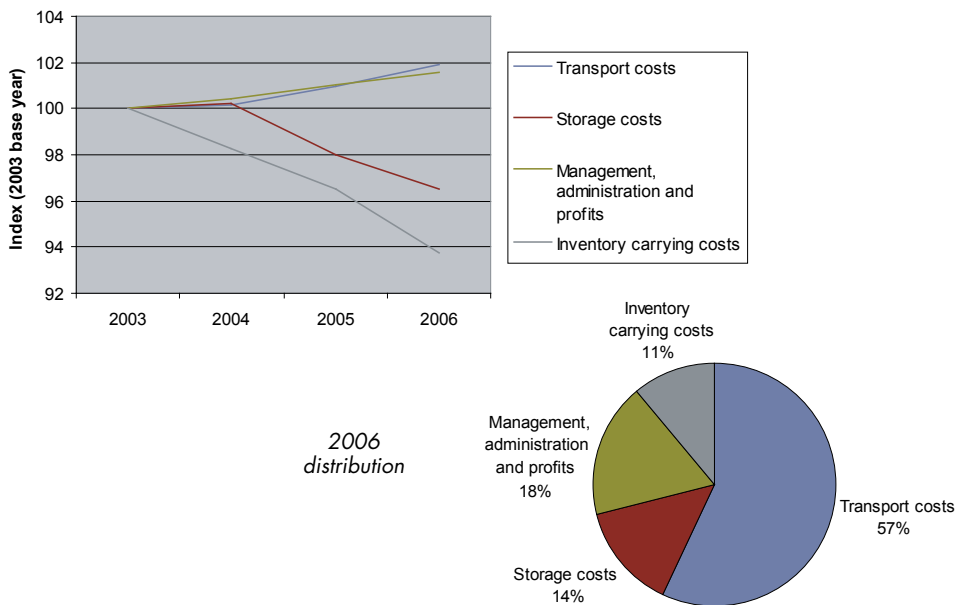 104
102
100
98
96
94
92
Index (2003 base year)
2003 2004 2005 2006
Transport costs
Storage costs
Management,
administration and
profits
Inventory carrying costs
2006
distribution
Inventory
carrying costs
11%
Management,
administration
and profits
18%
Storage costs
14%
Transport costs
57%